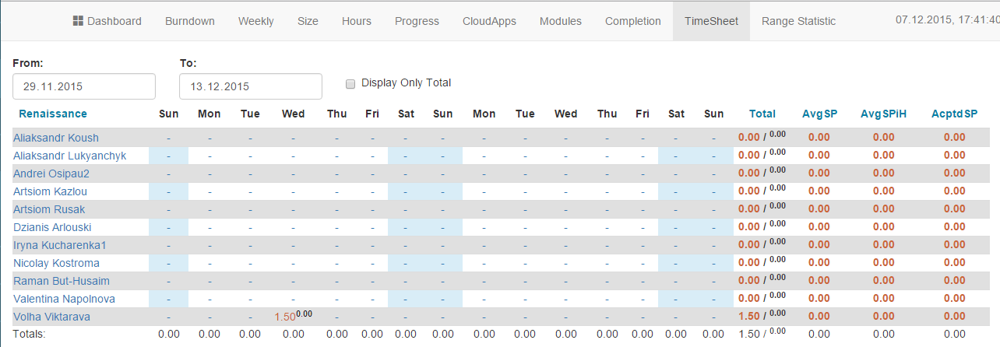 Dashboard Burndown Weekly Size Hours Progress CloudApps Modules Completion TimeSheet Range Statistic 07.12.2015, 17:41:40
From: To:
29.11.2015 13.12.2015 Display Only Total
Renaissance Sun Mon Tue Wed Thu Fri Sat Sun Mon Tue Wed Thu Fri Sat Sun Total AvgSP AvgSPiH AcptdSP
Aliaksandr Koush - - - - - - - - - - - - - - - 0.00 / 0.00 0.00 0.00 0.00
Aliaksandr Lukyanchyk - - - - - - - - - - - - - - - 0.00 / 0.00 0.00 0.00 0.00
Andrei Osipau2 - - - - - - - - - - - - - - - 0.00 / 0.00 0.00 0.00 0.00
Artsiom Kazlou - - - - - - - - - - - - - - - 0.00 / 0.00 0.00 0.00 0.00
Artsiom Rusak - - - - - - - - - - - - - - - 0.00 / 0.00 0.00 0.00 0.00
Dzianis Arlouski - - - - - - - - - - - - - - - 0.00 / 0.00 0.00 0.00 0.00
Iryna Kucharenka1 - - - - - - - - - - - - - - - 0.00 / 0.00 0.00 0.00 0.00
Nicolay Kostroma - - - - - - - - - - - - - - - 0.00 / 0.00 0.00 0.00 0.00
Raman But-Husaim - - - - - - - - - - - - - - - 0.00 / 0.00 0.00 0.00 0.00
Valentina Napolnova - - - - - - - - - - - - - - - 0.00 / 0.00 0.00 0.00 0.00
Volha Viktarava - - - 1.50 0.00 - - - - - - - - - - - 1.50 / 0.00 0.00 0.00 0.00
Totals: 0.00 0.00 0.00 0.00 0.00 0.00 0.00 0.00 0.00 0.00 0.00 0.00 0.00 0.00 0.00 1.50 / 0.00 0.00 0.00 0.00